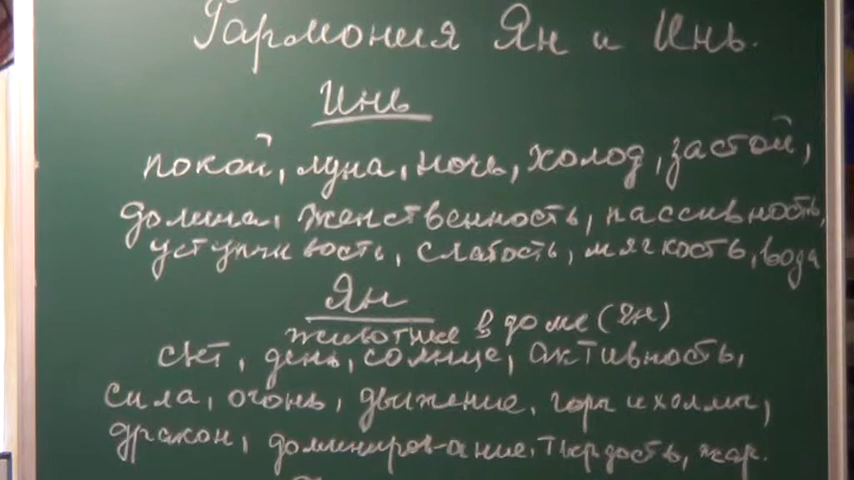 Гармония Ян и Инь.
Инь
покой, луна, ночь, холод, застой,
долина, женственность, пассивность,
уступчивость, слабость, мягкость, вода
Ян
животные в доме (Ян)
свет, день, солнце, активность,
сила, огонь, движение, горы и холмы,
дракон, доминиров-ание, твердость, жар.